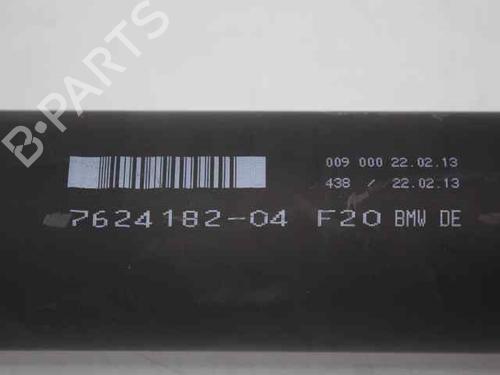 B-PARTS
009 000 22.02.13
438 / 22.02.13
7624182-04 F20 BMW DE